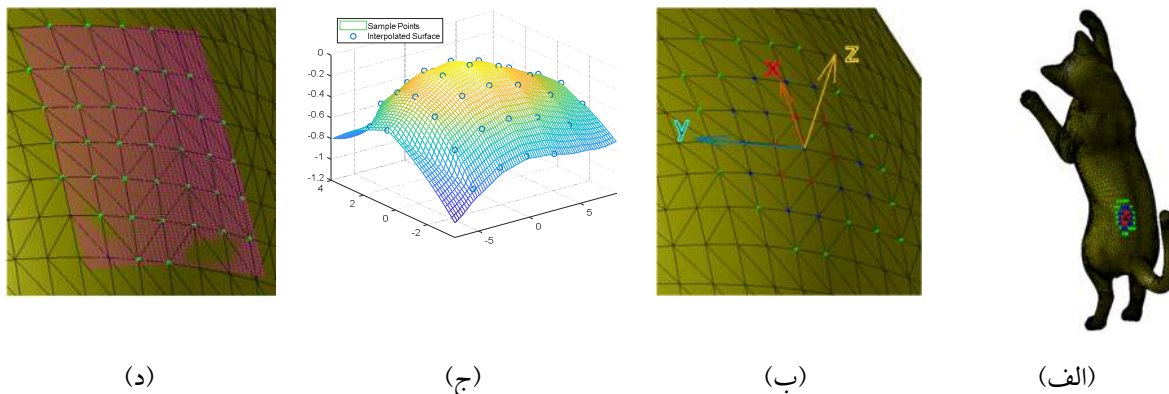 Sample Points
Interpolated Surface
0
-0.2
-0.4
-0.6
-0.8
-1
-1.2
4
2
0
-2
-5
0
5
X
Y
Z
(الف)
(ب)
(ج)
(د)